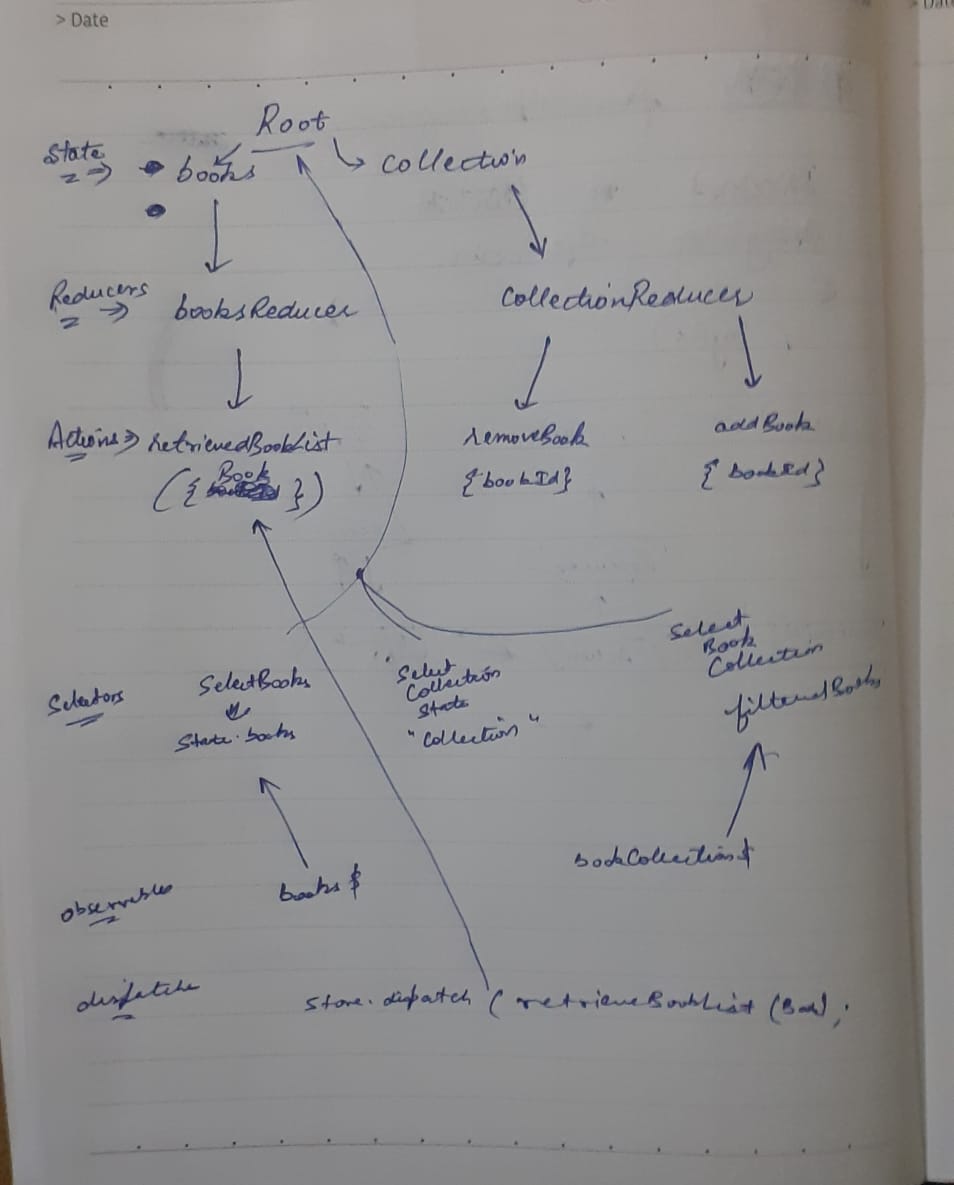 > Date
Root
State
⇒ books
collection
Reducers
⇒ booksReducer
CollectionReducer
Actions ⇒ retrievedBookList
({ Book })
removeBook
{bookId}
addBook
{bookId}
Selectors
SelectBooks
State.books
Select
Collection
State
"Collection"
Select
Book
Collection
filteredBooks
Observables
books$
bookCollection$
dispatch
Store.dispatch (retrieveBookList (Book);